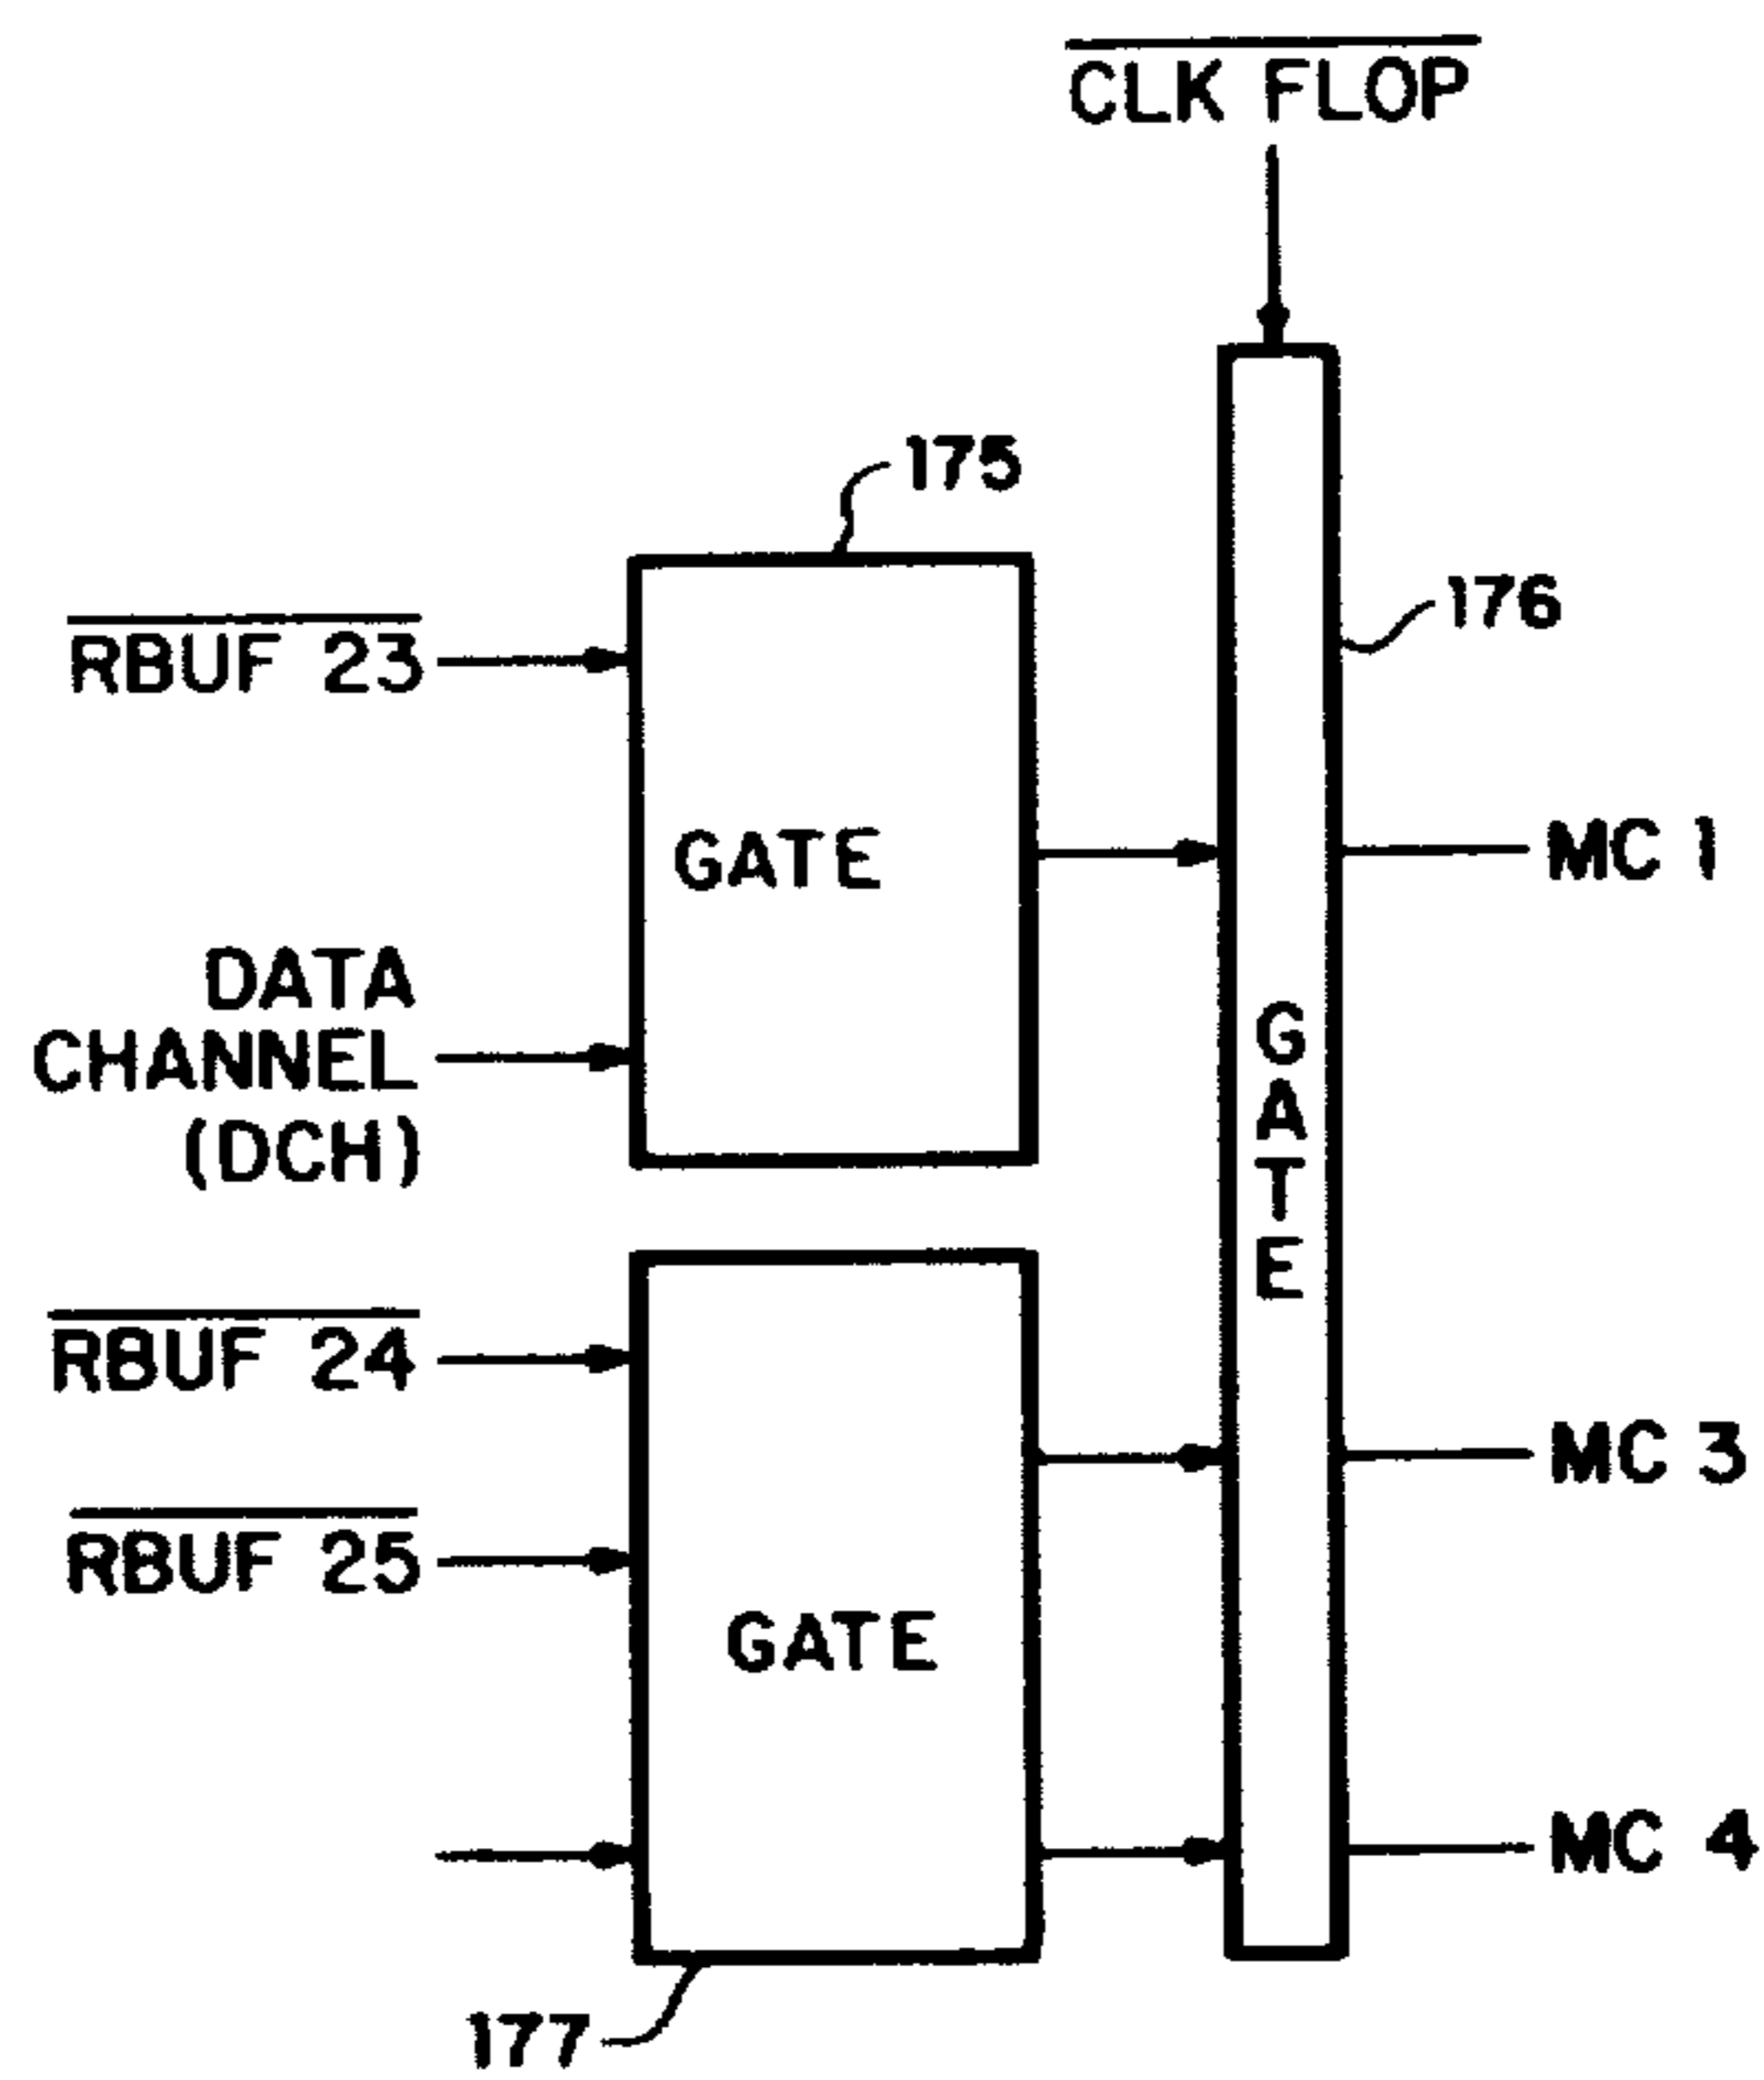 CLK FLOP
175
176
RBUF 23
GATE
MC 1
DATA
CHANNEL
(DCH)
GATE
RBUF 24
MC 3
RBUF 25
GATE
MC 4
177